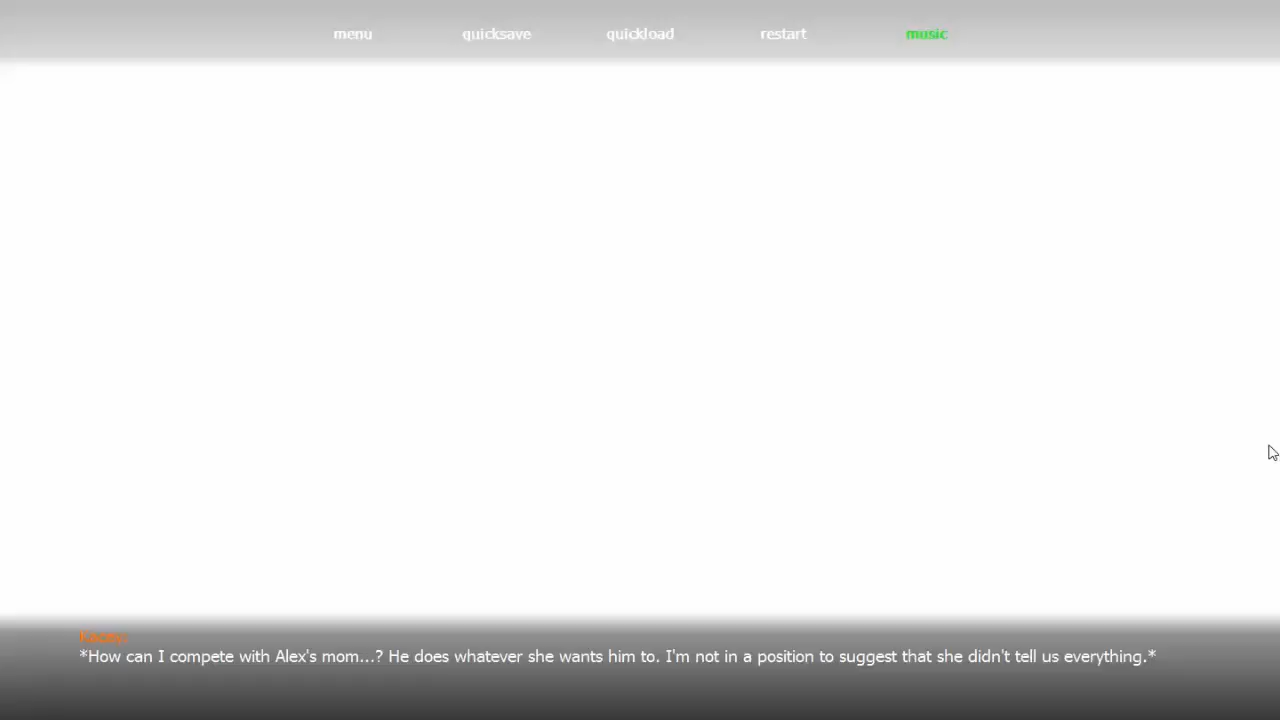 menu quicksave quickload restart music
*How can I compete with Alex's mom...? He does whatever she wants him to. I'm not in a position to suggest that she didn't tell us everything.*